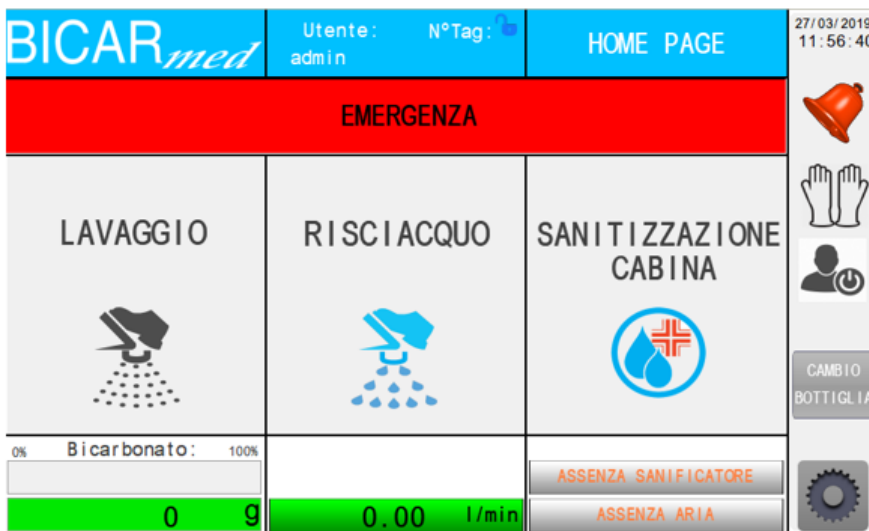 BICARmed
Utente: N°Tag:
admin
HOME PAGE
27/03/2019
11:56:40
EMERGENZA
LAVAGGIO
RISCIACQUO
SANITIZZAZIONE
CABINA
CAMBIO
BOTTIGLIA
0% Bicarbonato: 100%
0 g
0.00 l/min
ASSENZA SANIFICATORE
ASSENZA ARIA